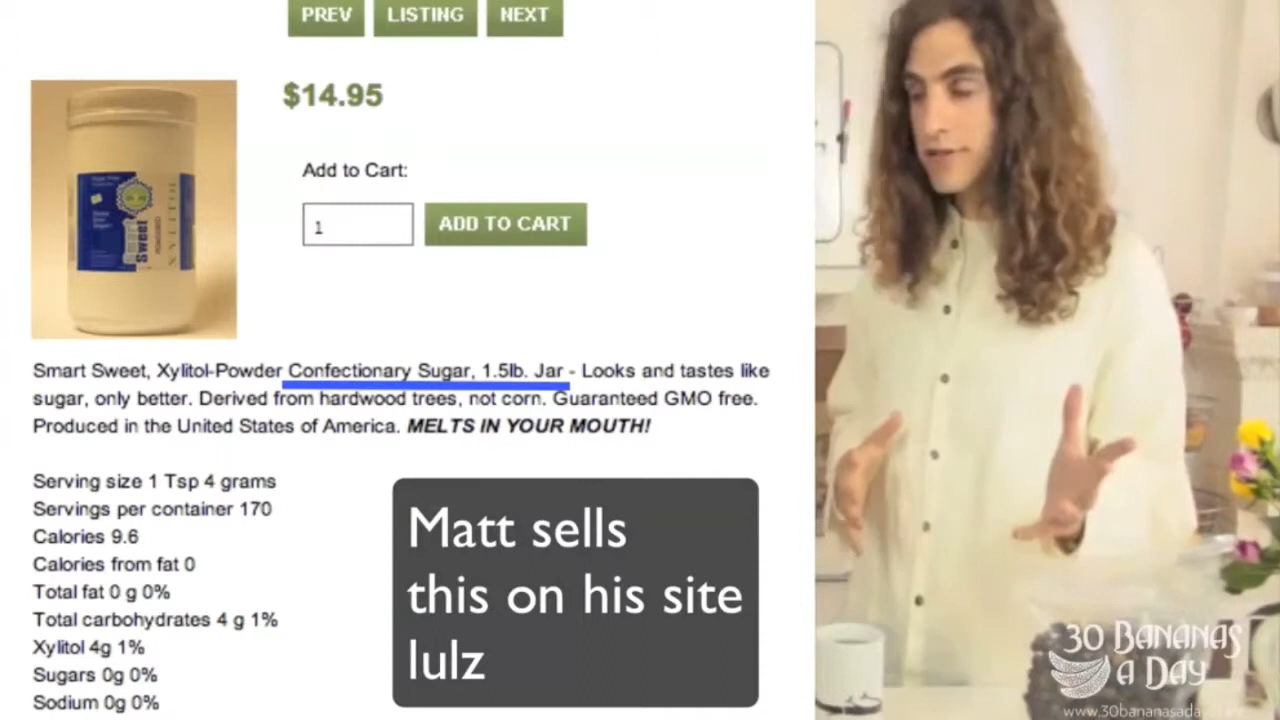 PREV LISTING NEXT
$14.95
Add to Cart:
1
ADD TO CART
Sweet
XYLITOL
Smart Sweet, Xylitol-Powder Confectionary Sugar, 1.5lb. Jar - Looks and tastes like
sugar, only better. Derived from hardwood trees, not corn. Guaranteed GMO free.
Produced in the United States of America. MELTS IN YOUR MOUTH!
Serving size 1 Tsp 4 grams
Servings per container 170
Calories 9.6
Calories from fat 0
Total fat 0 g 0%
Total carbohydrates 4 g 1%
Xylitol 4g 1%
Sugars 0g 0%
Sodium 0g 0%
Matt sells
this on his site
lulz
30 BANANAS
A DAY